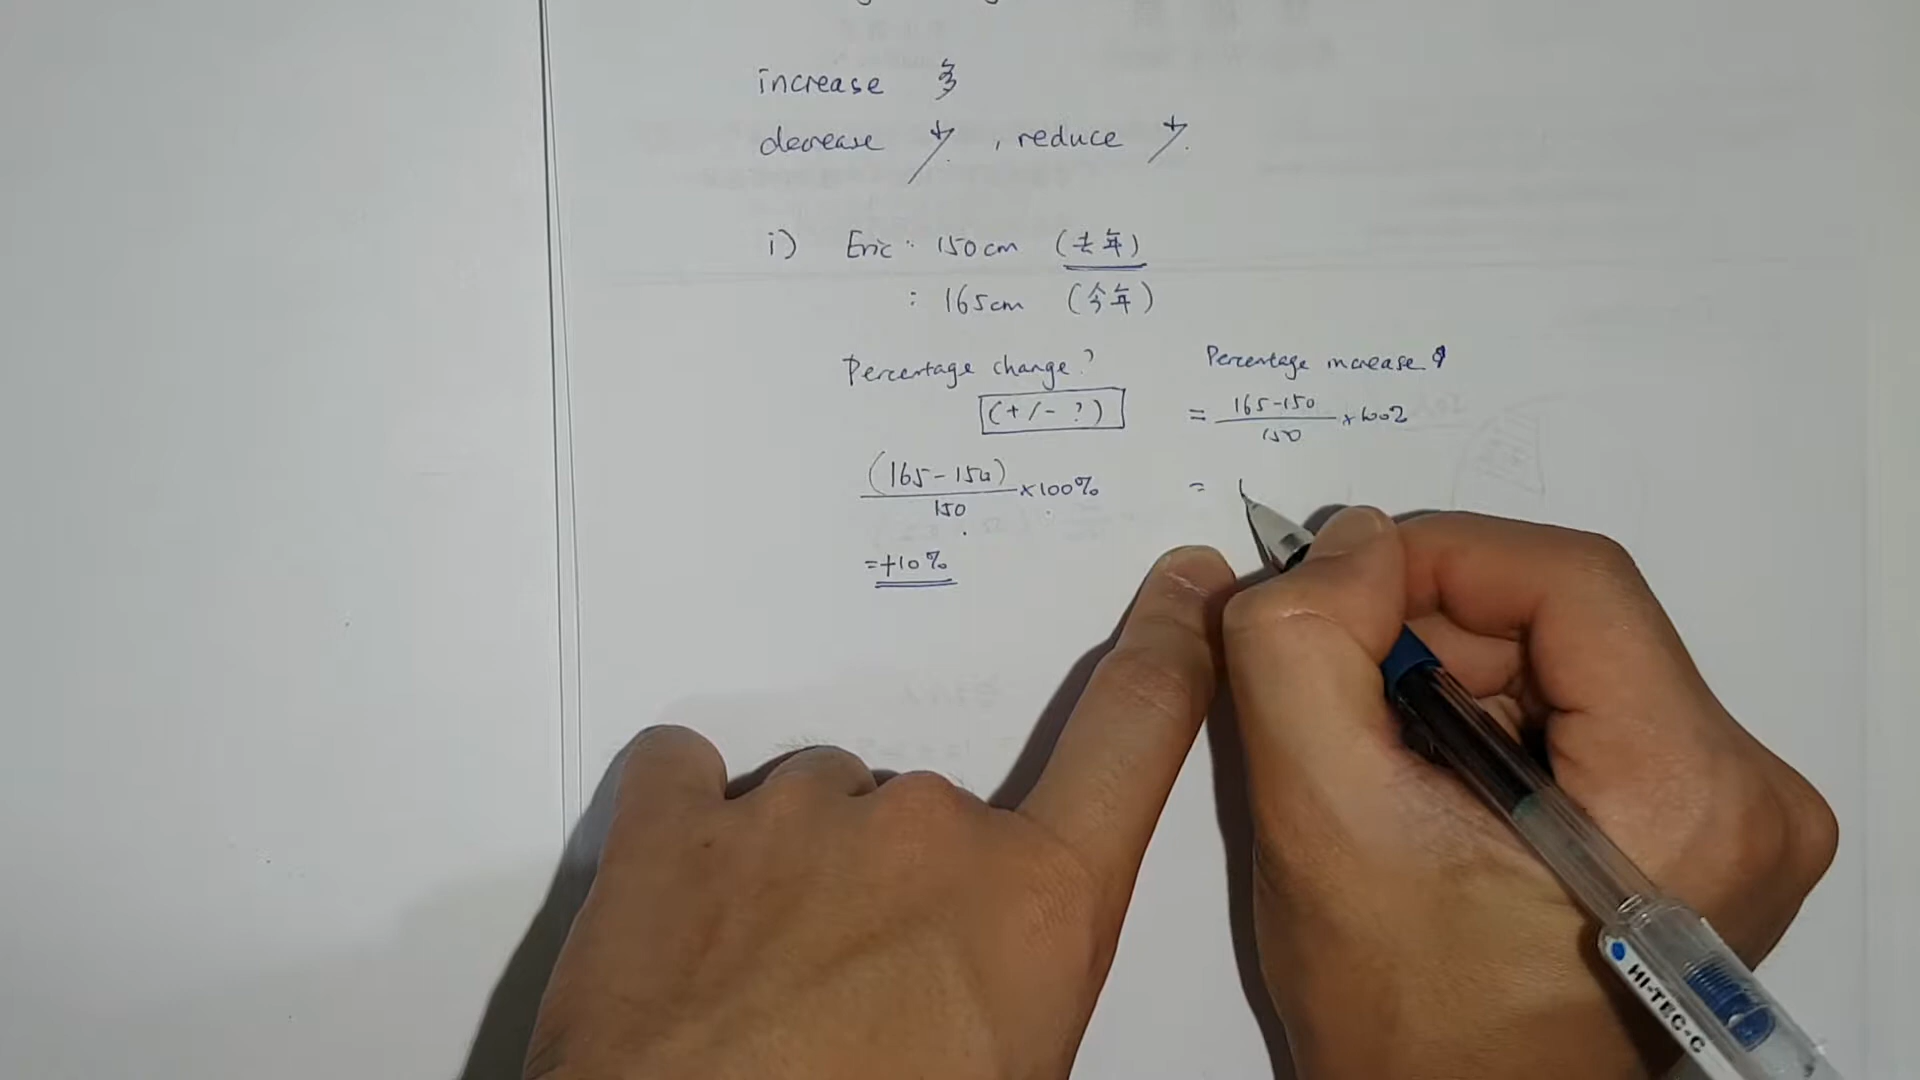 increase 多
decrease 少, reduce 少
i) Eric: 150cm (去年)
: 165cm (今年)
Percentage change?
(+/- ?)
(165-150)
150
×100%
=+10%
Percentage increase?
= 165-150
150
×100%
= 1
HI-TEC-C